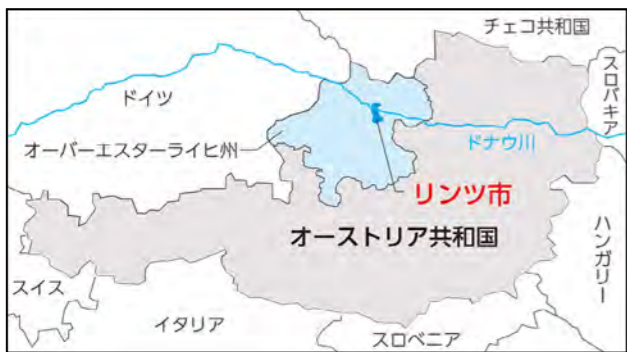 チェコ共和国
スロバキア
ドイツ
オーバーエスターライヒ州
ドナウ川
リンツ市
オーストリア共和国
ハンガリー
スイス
イタリア
スロベニア